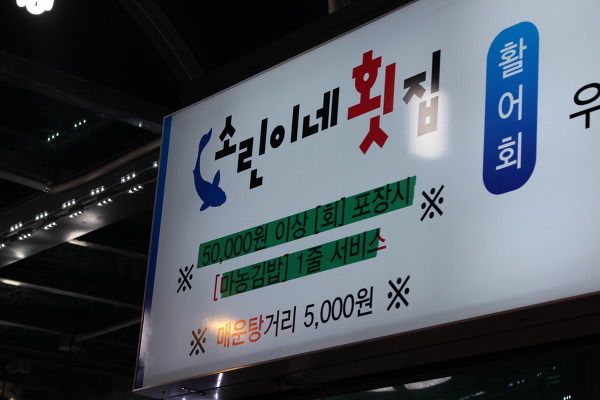 소린이네 횟집
활어회
우
※ 50,000원 이상 [회] 포장시 ※
[마농김밥] 1줄 서비스
※ 매운탕거리 5,000원 ※